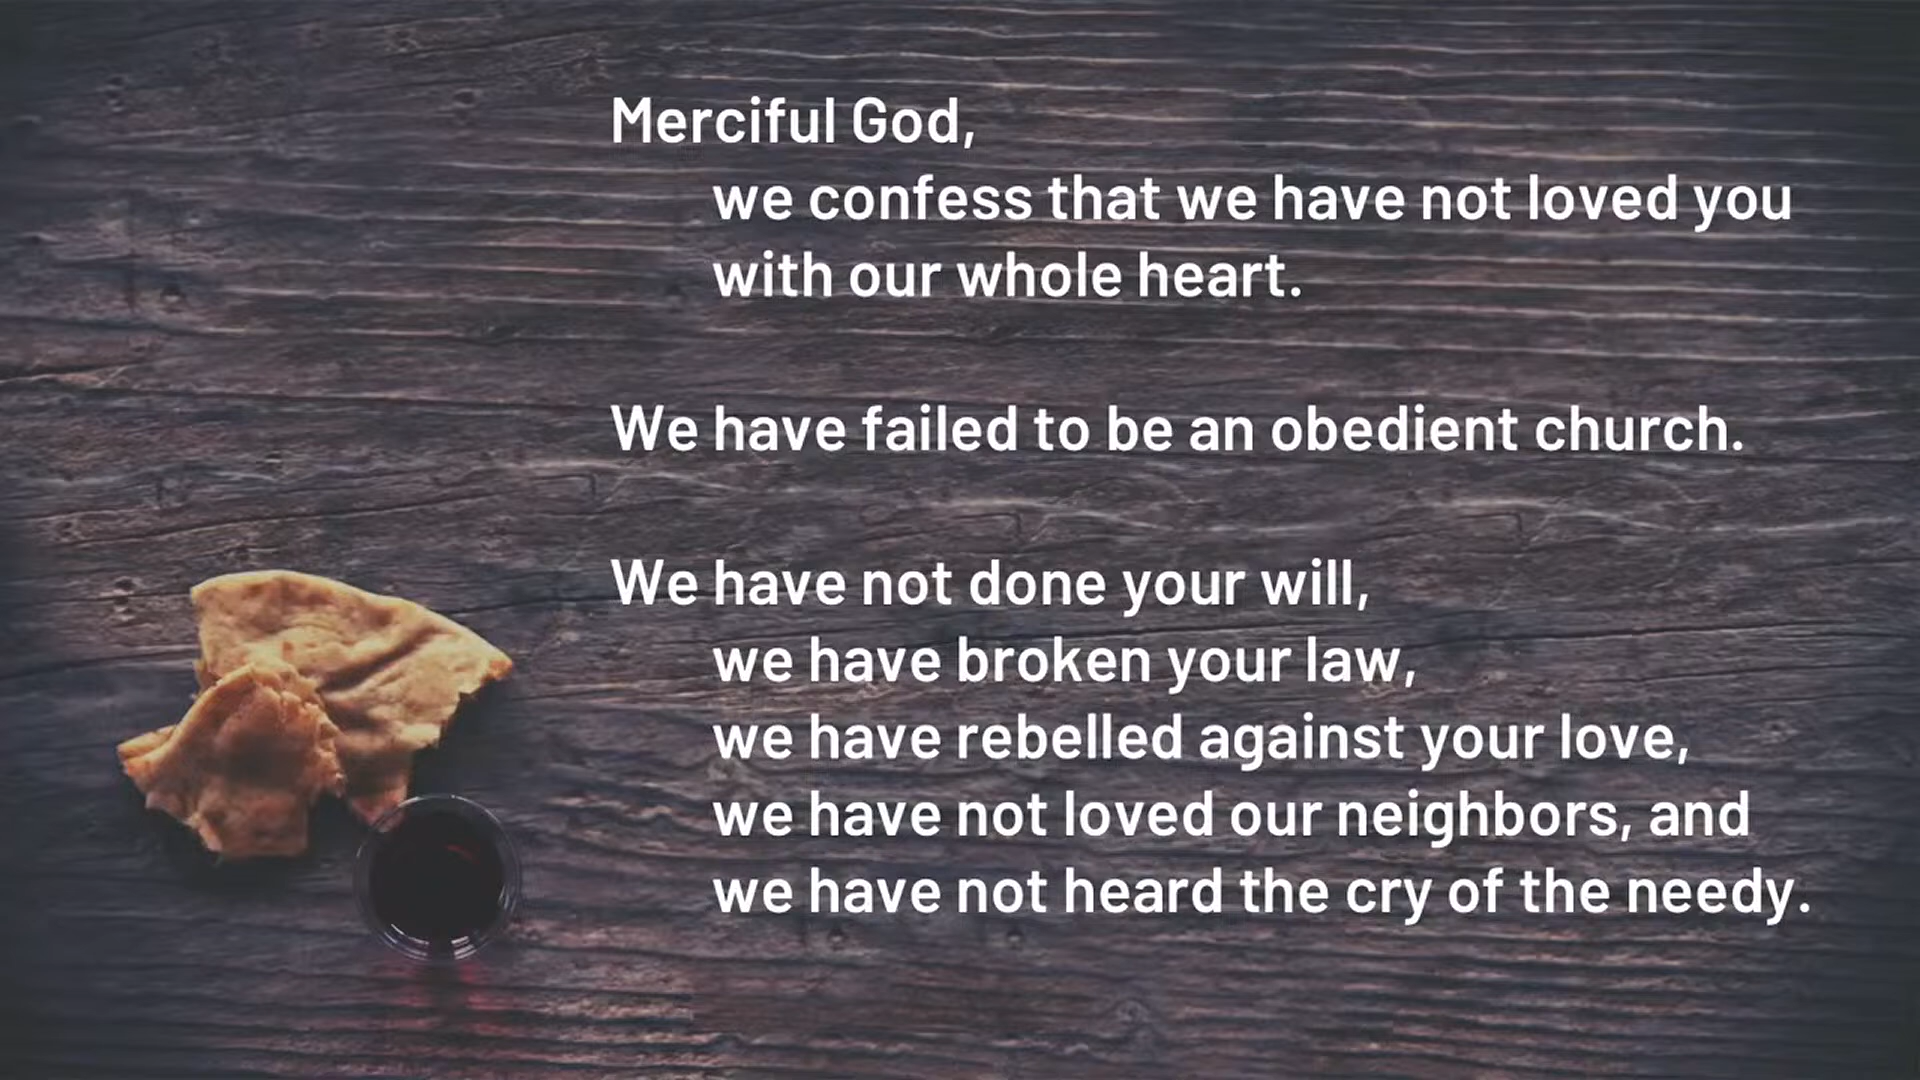 Merciful God,
we confess that we have not loved you
with our whole heart.
We have failed to be an obedient church.
We have not done your will,
we have broken your law,
we have rebelled against your love,
we have not loved our neighbors, and
we have not heard the cry of the needy.